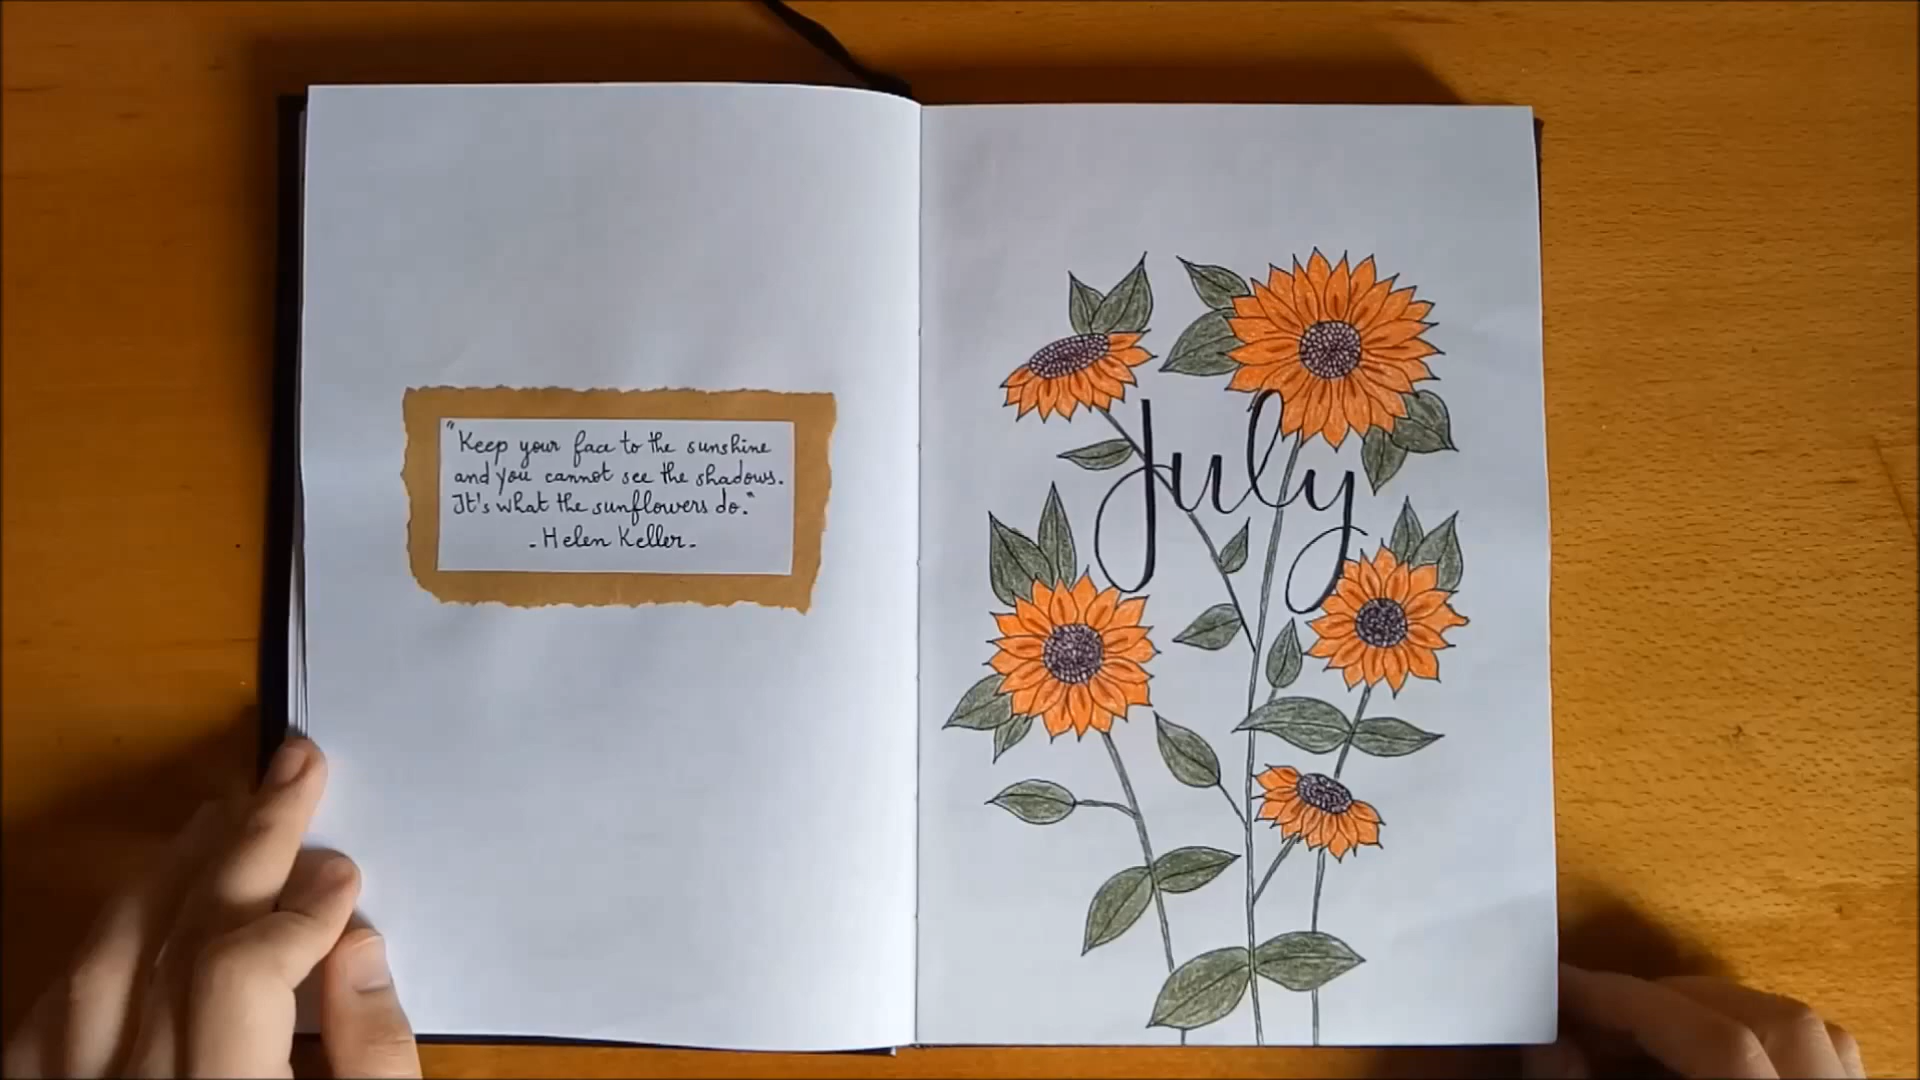 "Keep your face to the sunshine
and you cannot see the shadows.
It's what the sunflowers do."
- Helen Keller -
July